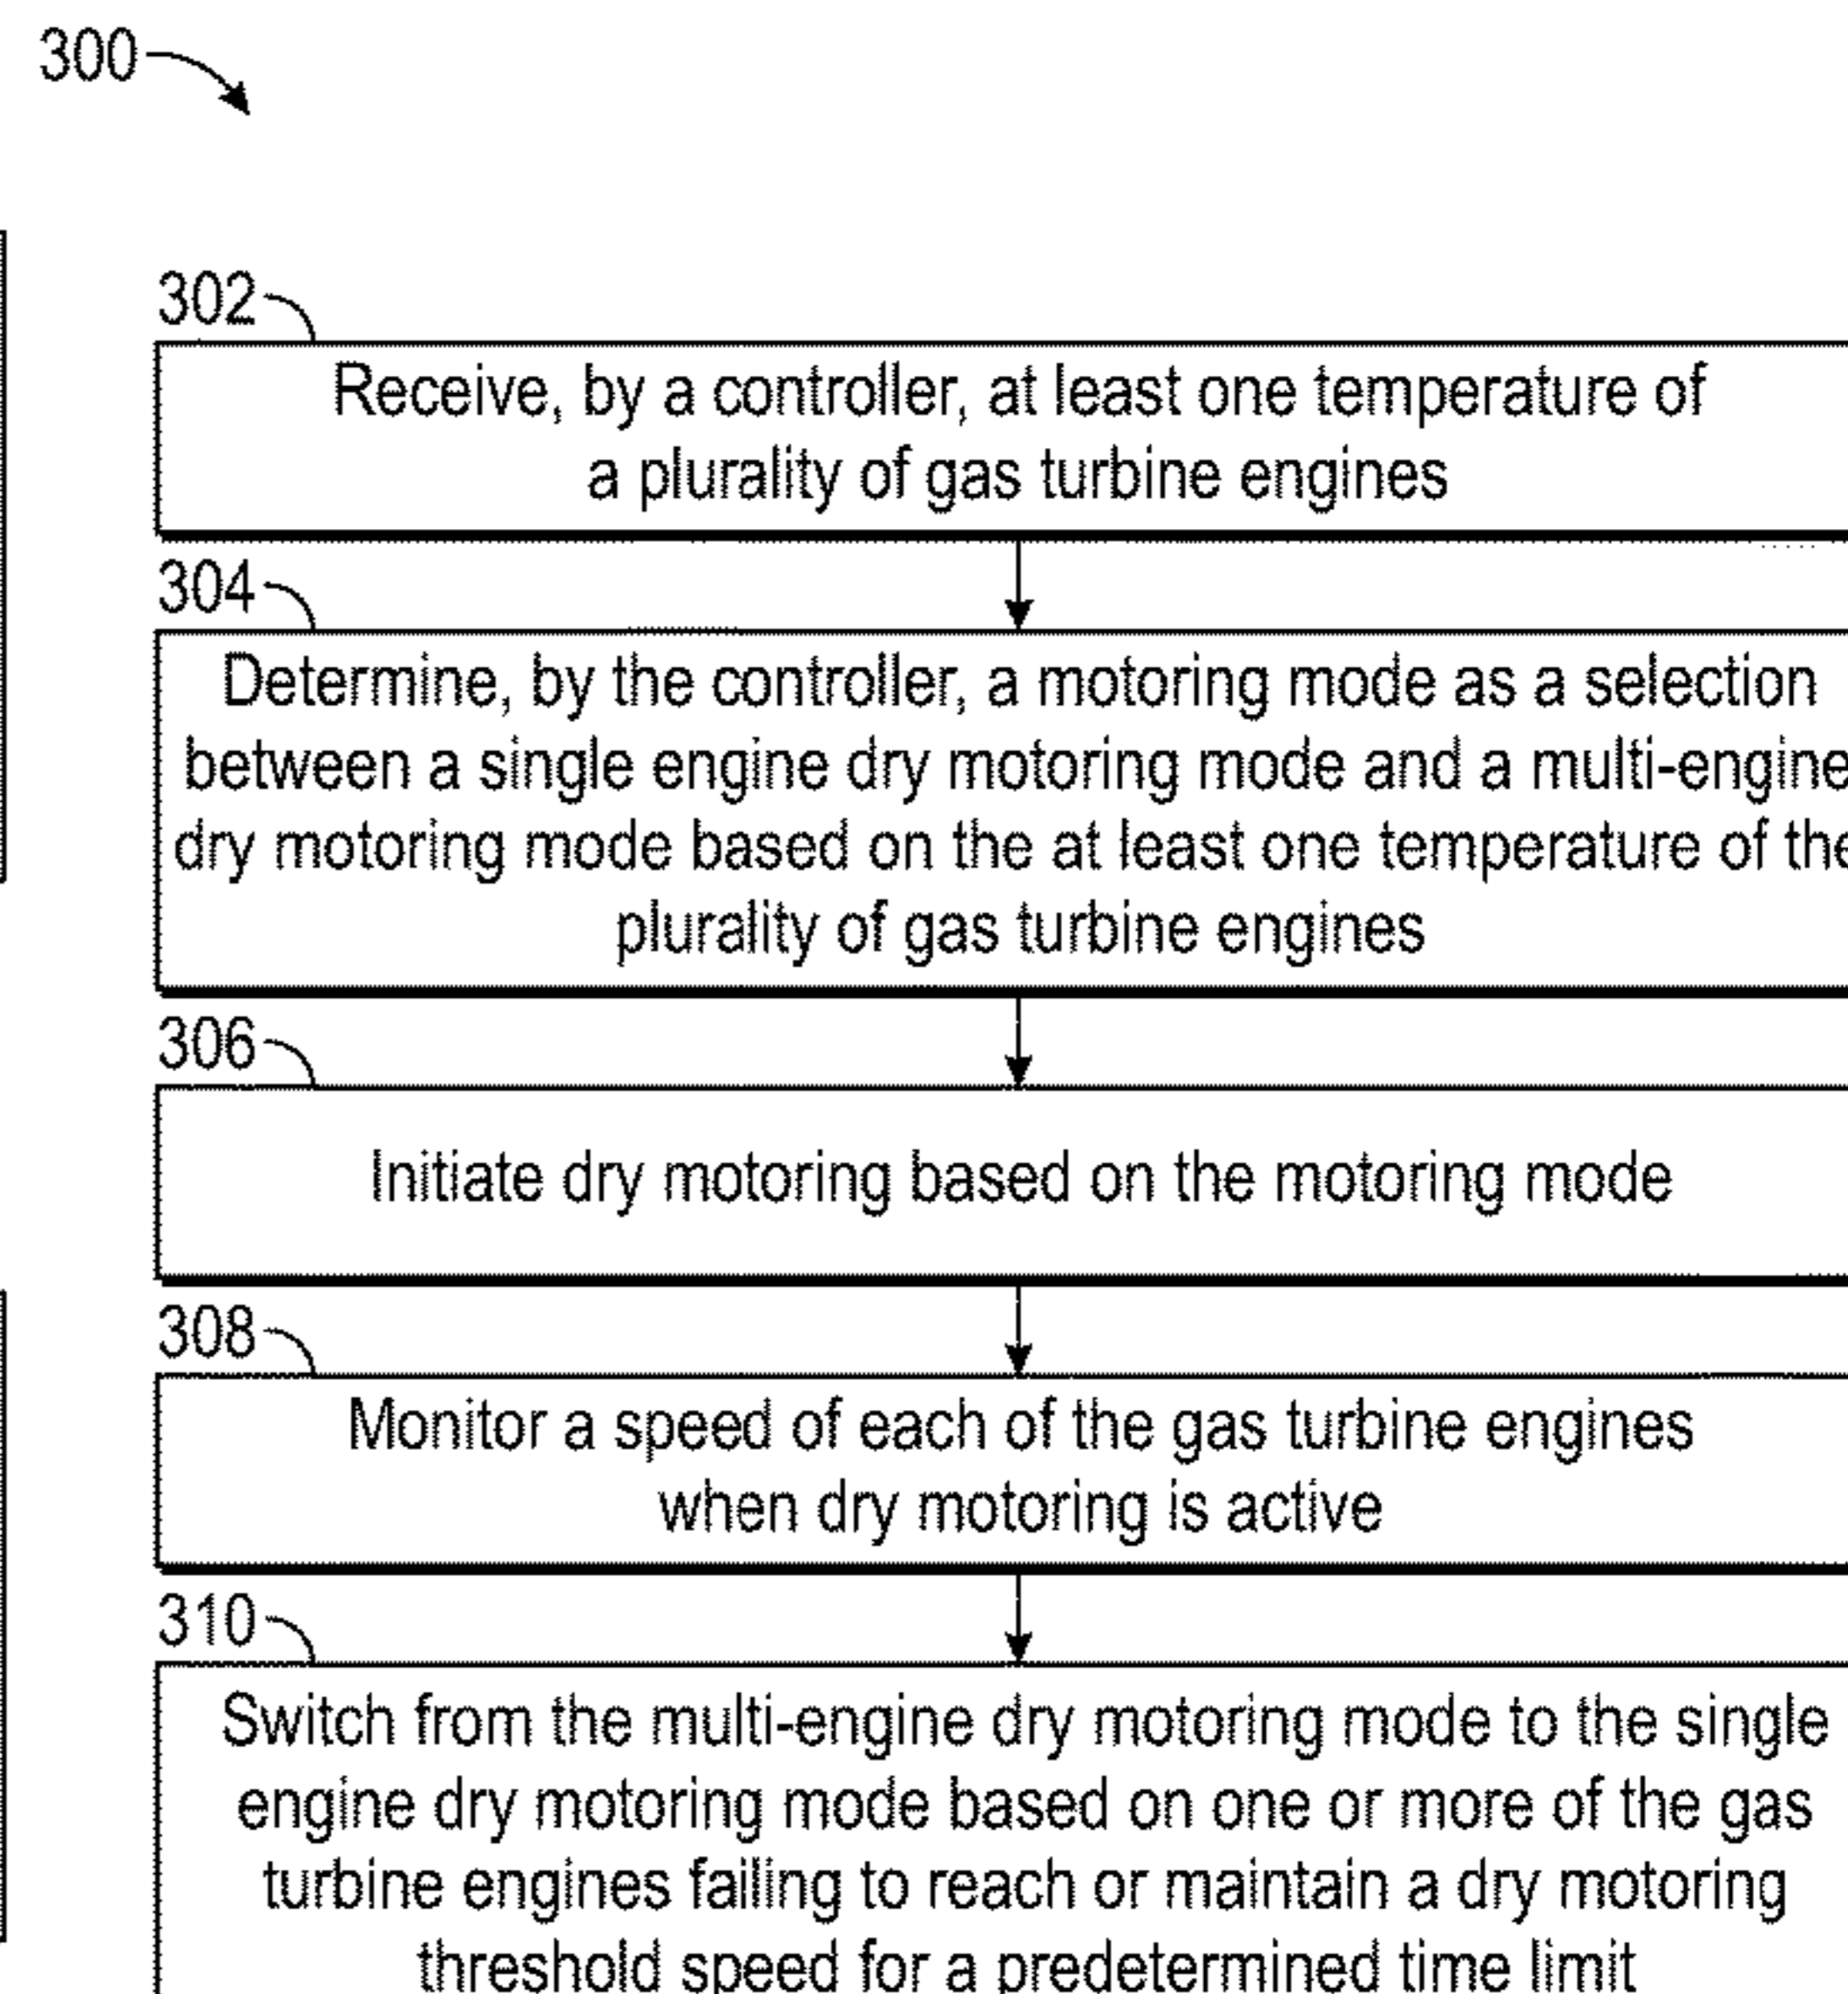 300
302
Receive, by a controller, at least one temperature of
a plurality of gas turbine engines
304
Determine, by the controller, a motoring mode as a selection
between a single engine dry motoring mode and a multi-engine
dry motoring mode based on the at least one temperature of the
plurality of gas turbine engines
306
Initiate dry motoring based on the motoring mode
308
Monitor a speed of each of the gas turbine engines
when dry motoring is active
310
Switch from the multi-engine dry motoring mode to the single
engine dry motoring mode based on one or more of the gas
turbine engines failing to reach or maintain a dry motoring
threshold speed for a predetermined time limit